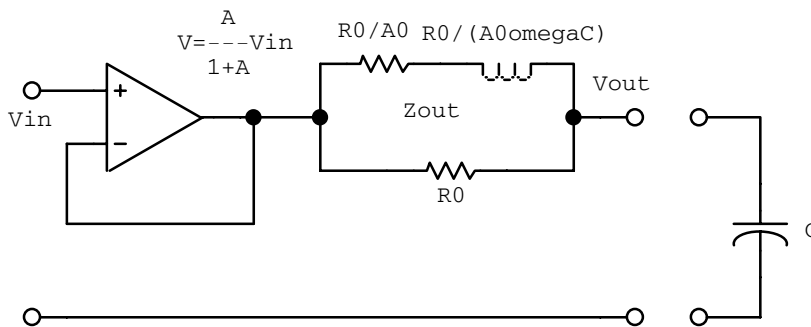 A
V=---Vin
1+A
R0/A0 R0/(A0omegaC)
+
Vin
-
Zout
Vout
R0